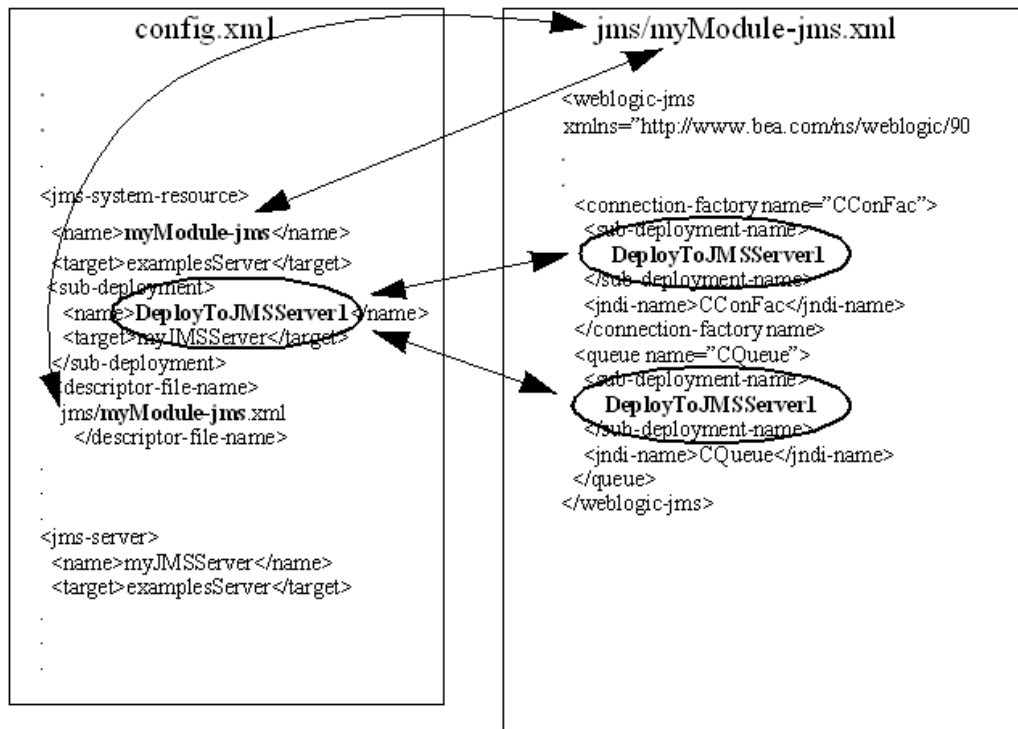 config.xml
.
.
.
<jms-system-resource>
<name>myModule-jms</name>
<target>examplesServer</target>
<sub-deployment>
<name>DeployToJMSServer1</name>
<target>myJMSServer</target>
</sub-deployment>
descriptor-file-name>
jms/myModule-jms.xml
</descriptor-file-name>
.
.
.
<jms-server>
<name>myJMSServer</name>
<target>examplesServer</target>
.
.
.
jms/myModule-jms.xml
<weblogic-jms
xmlns=”http://www.bea.com/ns/weblogic/90
.
.
<connection-factory name=”CConFac”>
<sub-deployment-name>
DeployToJMSServer1
</sub-deployment-name>
<jndi-name>CConFac</jndi-name>
</connection-factory name>
<queue name=”CQueue”>
<sub-deployment-name>
DeployToJMSServer1
</sub-deployment-name>
<jndi-name>CQueue</jndi-name>
</queue>
</weblogic-jms>